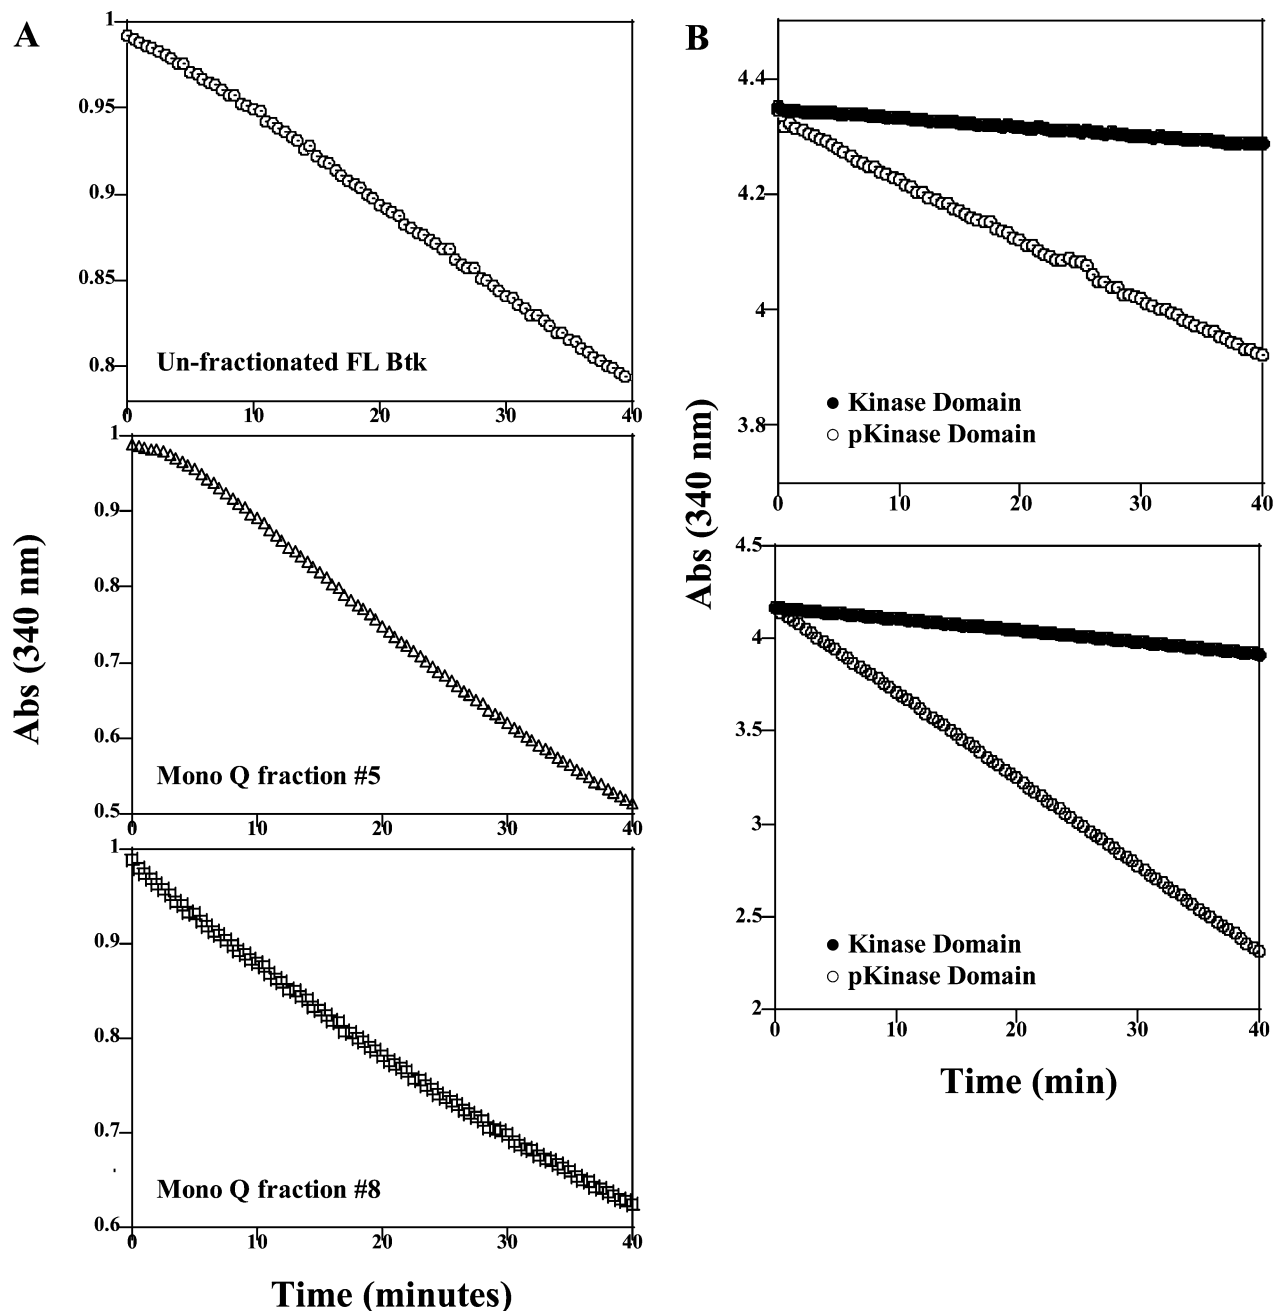 A
1
0.95
0.9
0.85
0.8
Un-fractionated FL Btk
0 10 20 30 40
1
0.9
0.8
0.7
0.6
0.5
Mono Q fraction #5
0 10 20 30 40
1
0.9
0.8
0.7
0.6
Mono Q fraction #8
0 10 20 30 40
Abs (340 nm)
Time (minutes)
B
4.4
4.2
4
3.8
Kinase Domain
pKinase Domain
0 10 20 30 40
4.5
4
3.5
3
2.5
2
Kinase Domain
pKinase Domain
0 10 20 30 40
Abs (340 nm)
Time (min)